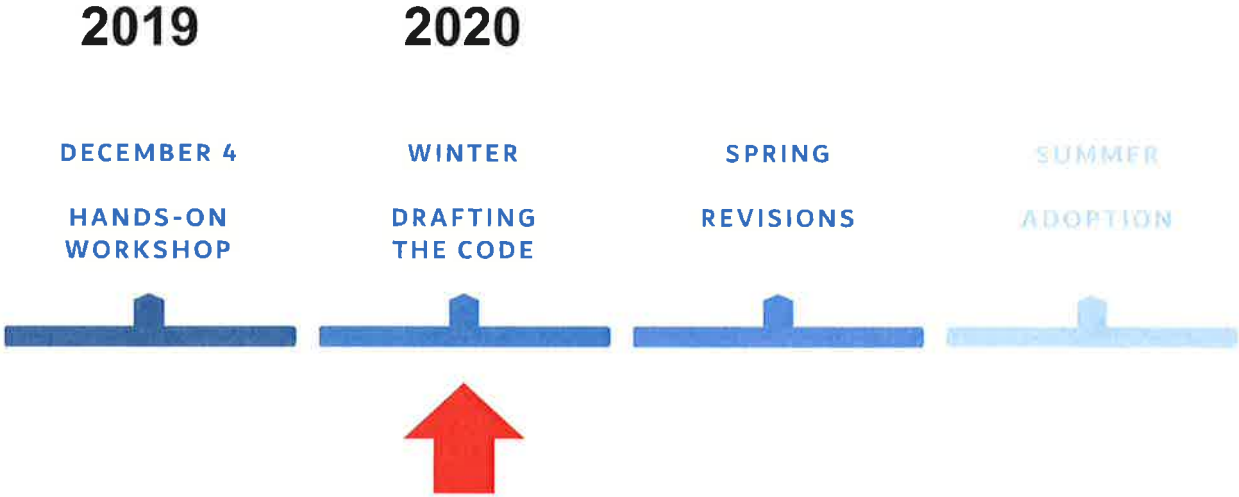 2019
2020
DECEMBER 4
WINTER
SPRING
SUMMER
HANDS-ON
WORKSHOP
DRAFTING
THE CODE
REVISIONS
ADOPTION